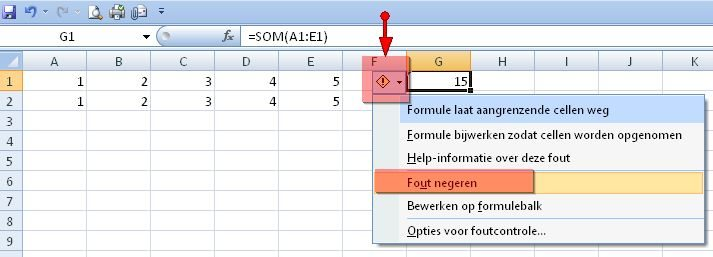 G1 fx =SOM(A1:E1)
A B C D E F G H I J K
1 1 2 3 4 5 15
2 1 2 3 4 5
3
4
5
6
7
8
9
Formule laat aangrenzende cellen weg
Formule bijwerken zodat cellen worden opgenomen
Help-informatie over deze fout
Fout negeren
Bewerken op formulebalk
Opties voor foutcontrole...